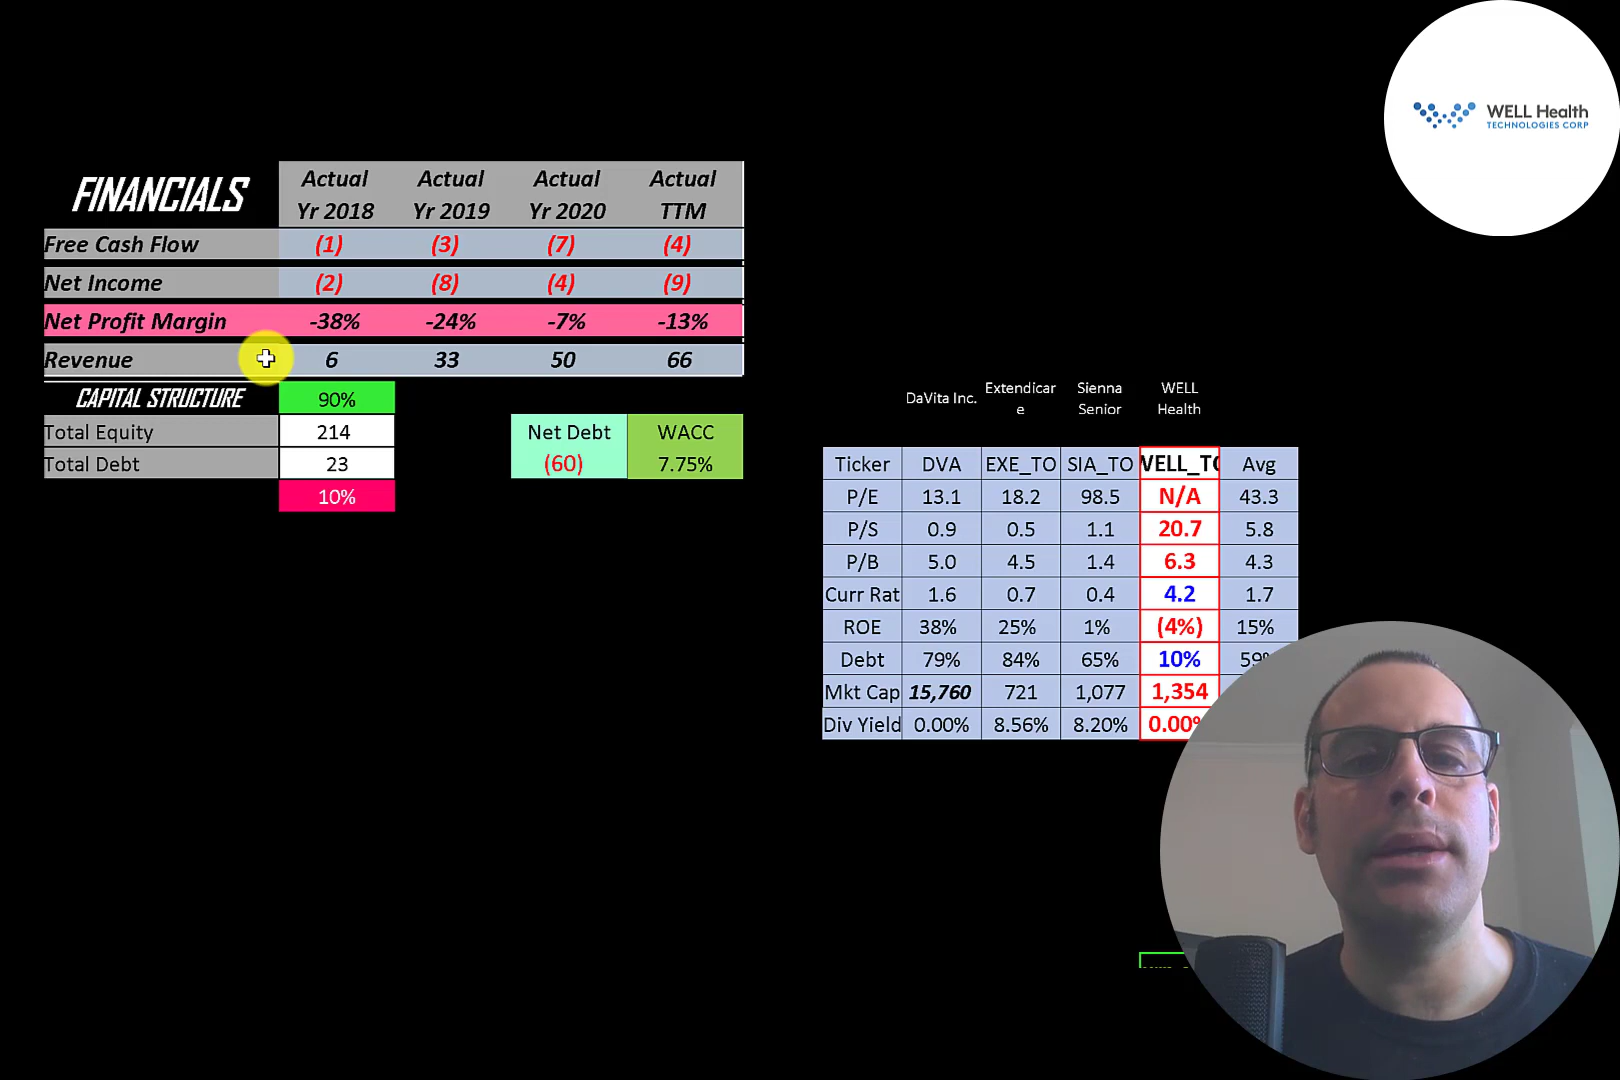 WELL Health
TECHNOLOGIES CORP
FINANCIALS
Actual Actual Actual Actual
Yr 2018 Yr 2019 Yr 2020 TTM
Free Cash Flow (1) (3) (7) (4)
Net Income (2) (8) (4) (9)
Net Profit Margin -38% -24% -7% -13%
Revenue 6 33 50 66
CAPITAL STRUCTURE 90%
Total Equity 214 Net Debt WACC
Total Debt 23 (60) 7.75%
10%
DaVita Inc. Extendicar Sienna WELL
e Senior Health
Ticker DVA EXE_TO SIA_TO WELL_TO Avg
P/E 13.1 18.2 98.5 N/A 43.3
P/S 0.9 0.5 1.1 20.7 5.8
P/B 5.0 4.5 1.4 6.3 4.3
Curr Rat 1.6 0.7 0.4 4.2 1.7
ROE 38% 25% 1% (4%) 15%
Debt 79% 84% 65% 10% 59%
Mkt Cap 15,760 721 1,077 1,354
Div Yield 0.00% 8.56% 8.20% 0.00%